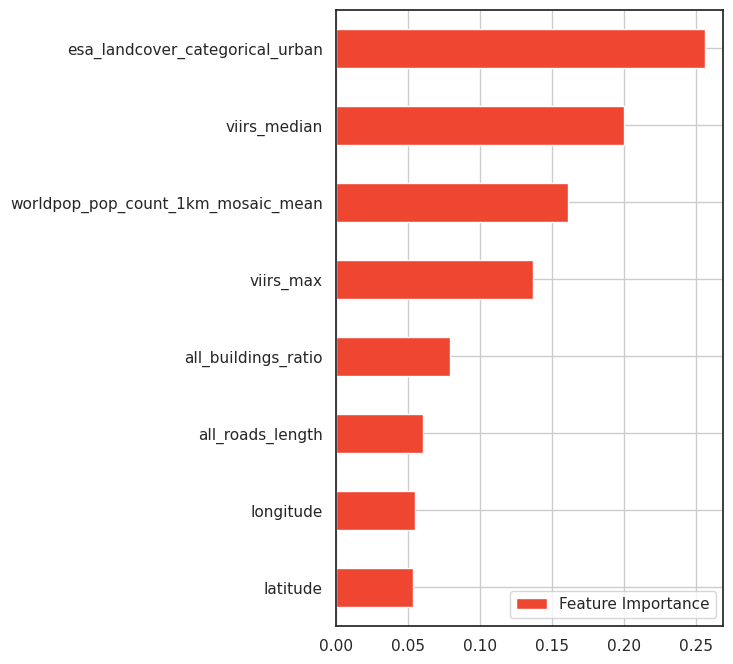 esa_landcover_categorical_urban
viirs_median
worldpop_pop_count_1km_mosaic_mean
viirs_max
all_buildings_ratio
all_roads_length
longitude
latitude
Feature Importance
0.00 0.05 0.10 0.15 0.20 0.25